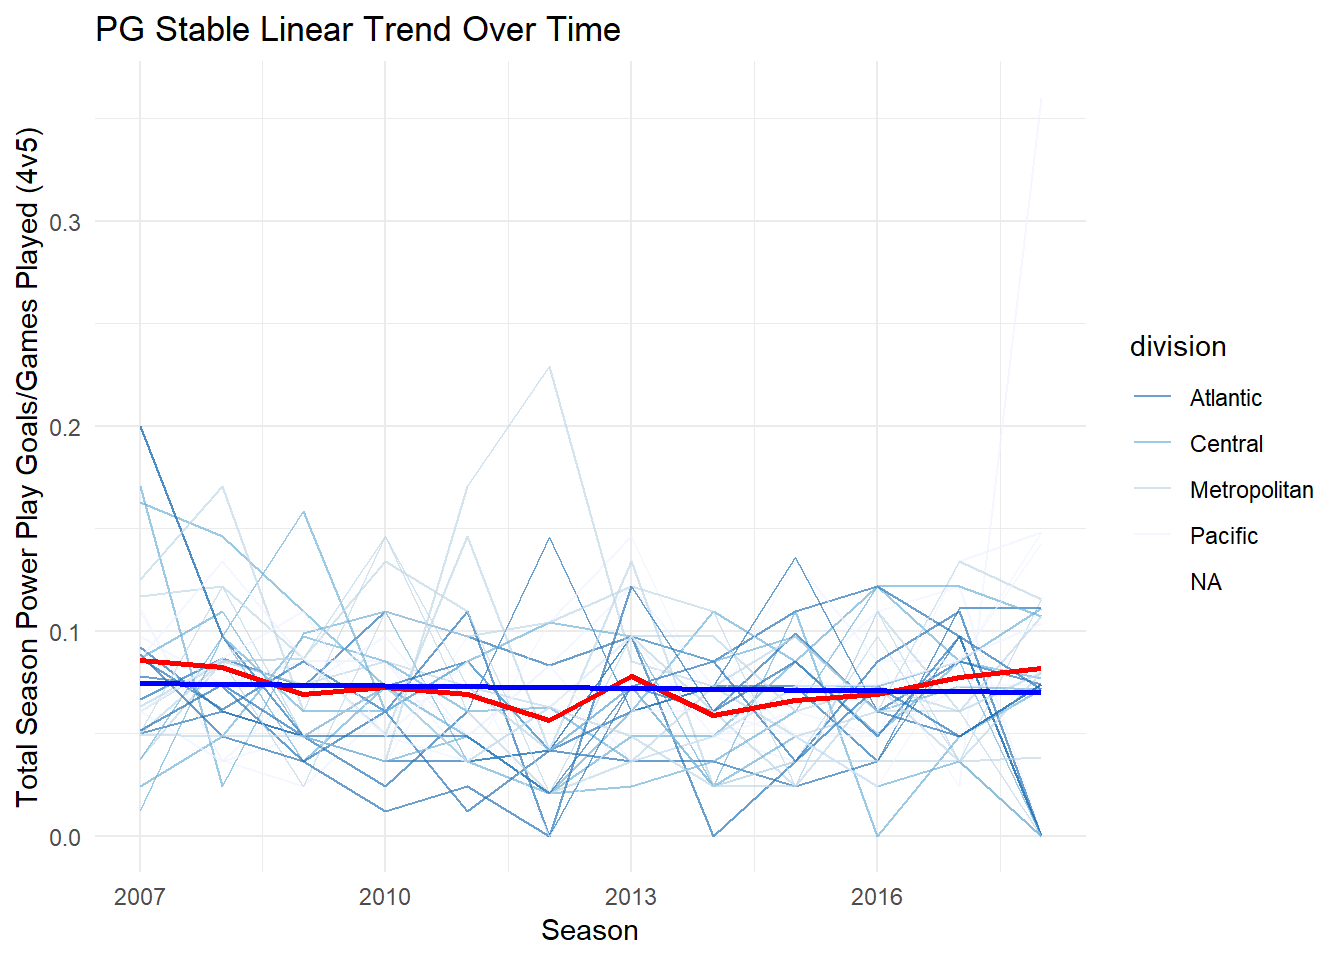 PG Stable Linear Trend Over Time
Total Season Power Play Goals/Games Played (4v5)
0.3
0.2
0.1
0.0
2007
2010
2013
2016
Season
division
Atlantic
Central
Metropolitan
Pacific
NA